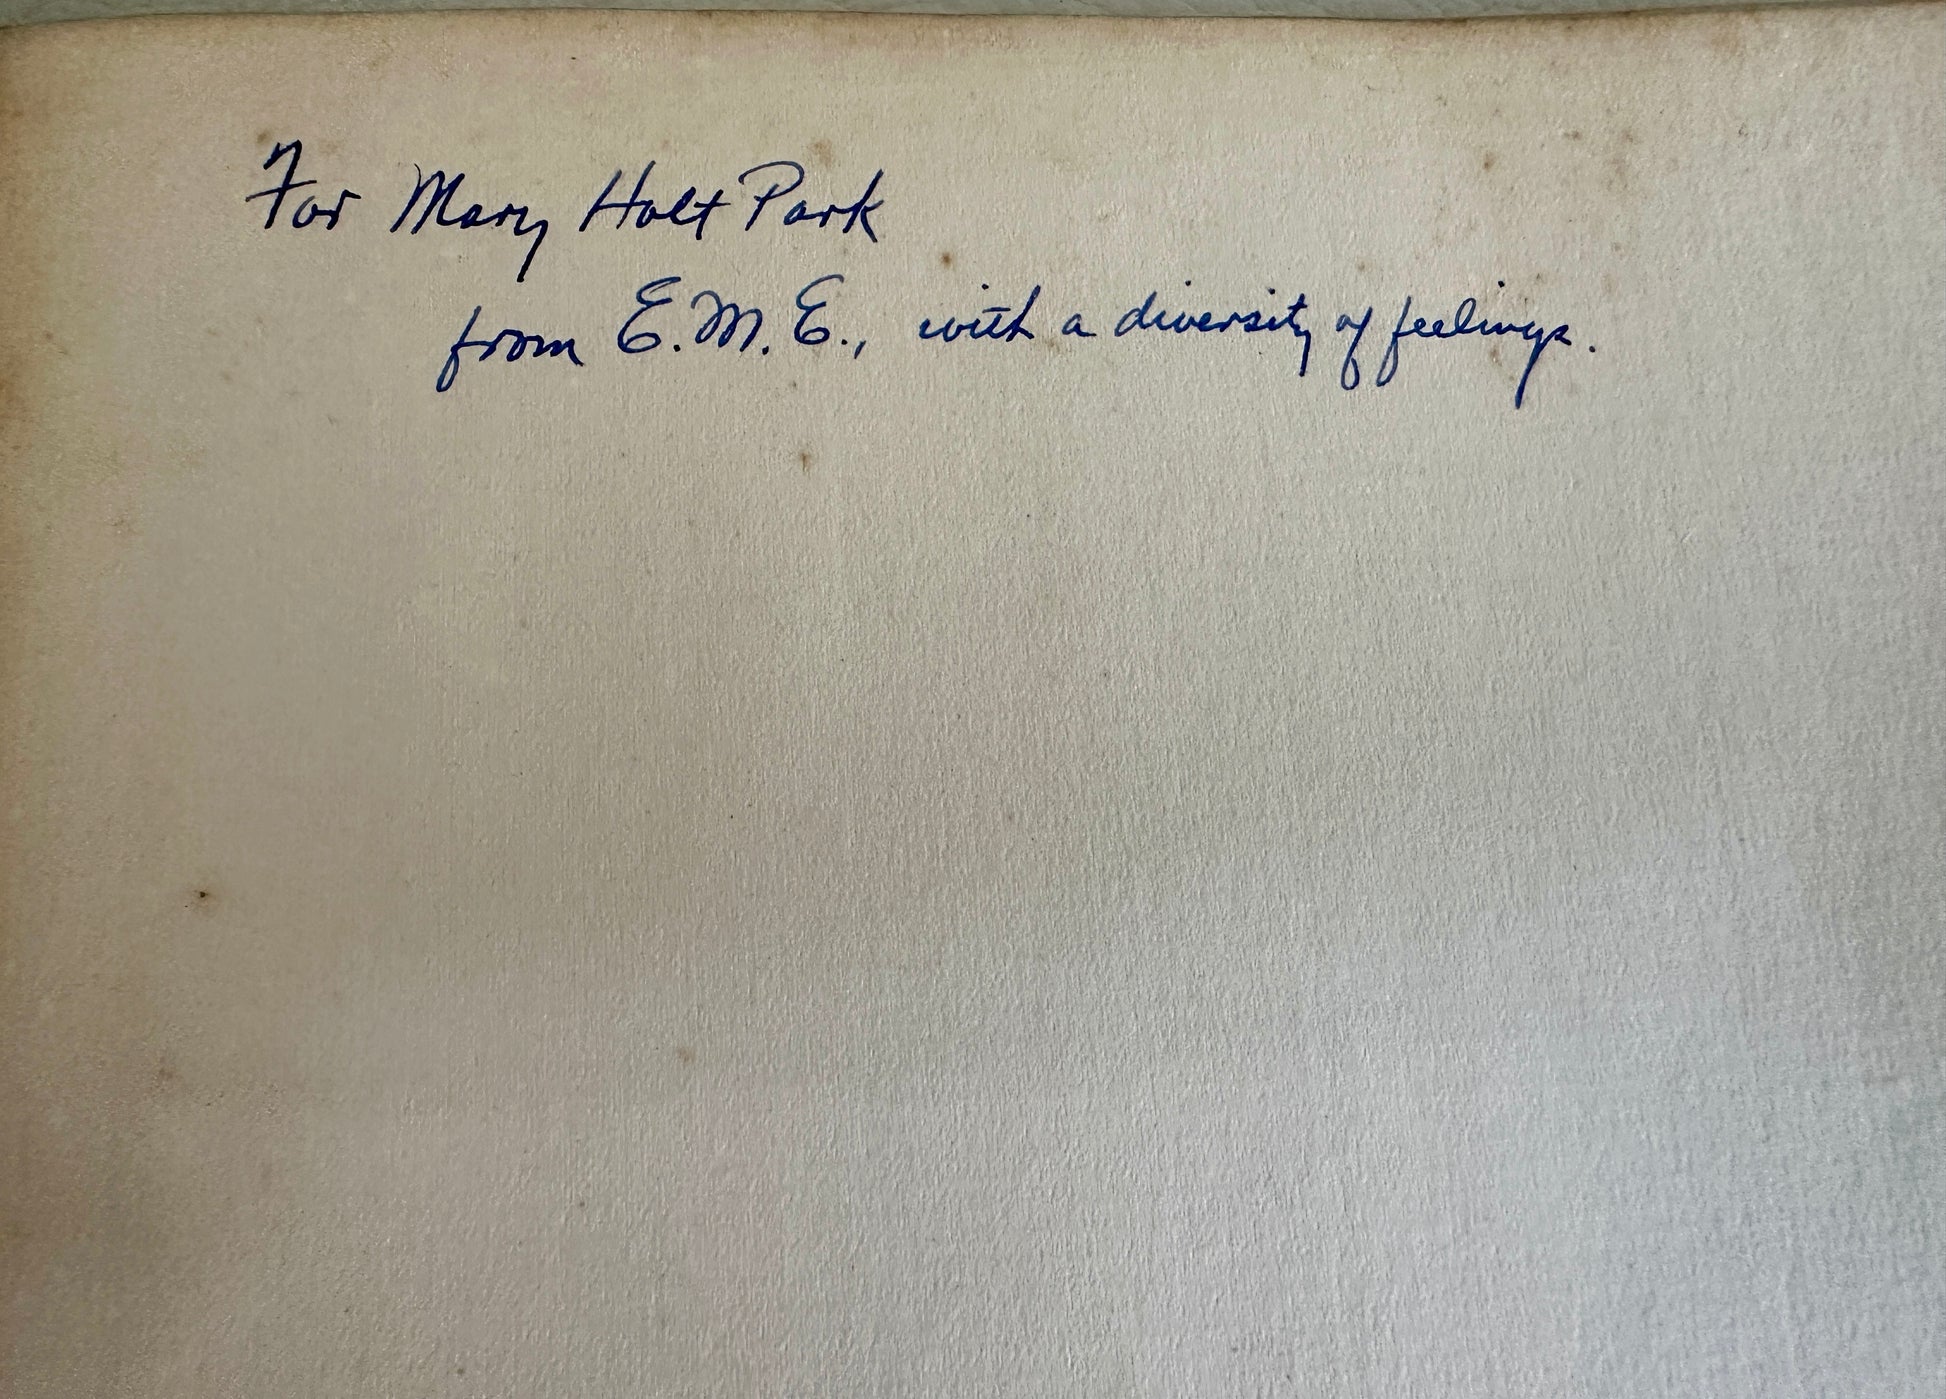 For Mary Holt Park
from E.M.E., with a diversity of feelings.